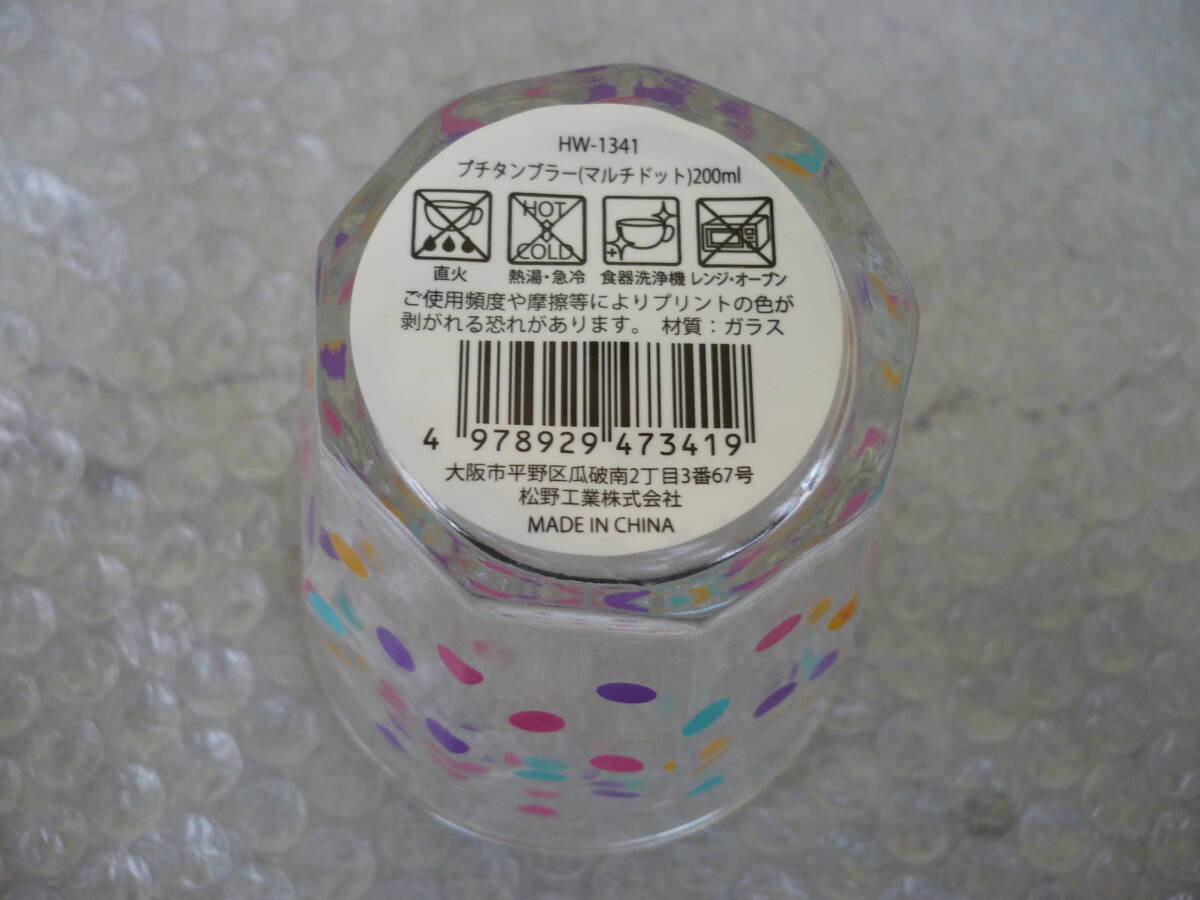 HW-1341
プチタンブラー(マルチドット)200ml
HOT
COLD
直火 熱湯・急冷 食器洗浄機 レンジ・オーブン
ご使用頻度や摩擦等によりプリントの色が
剥がれる恐れがあります。 材質：ガラス
4 978929 473419
大阪市平野区瓜破南2丁目3番67号
松野工業株式会社
MADE IN CHINA